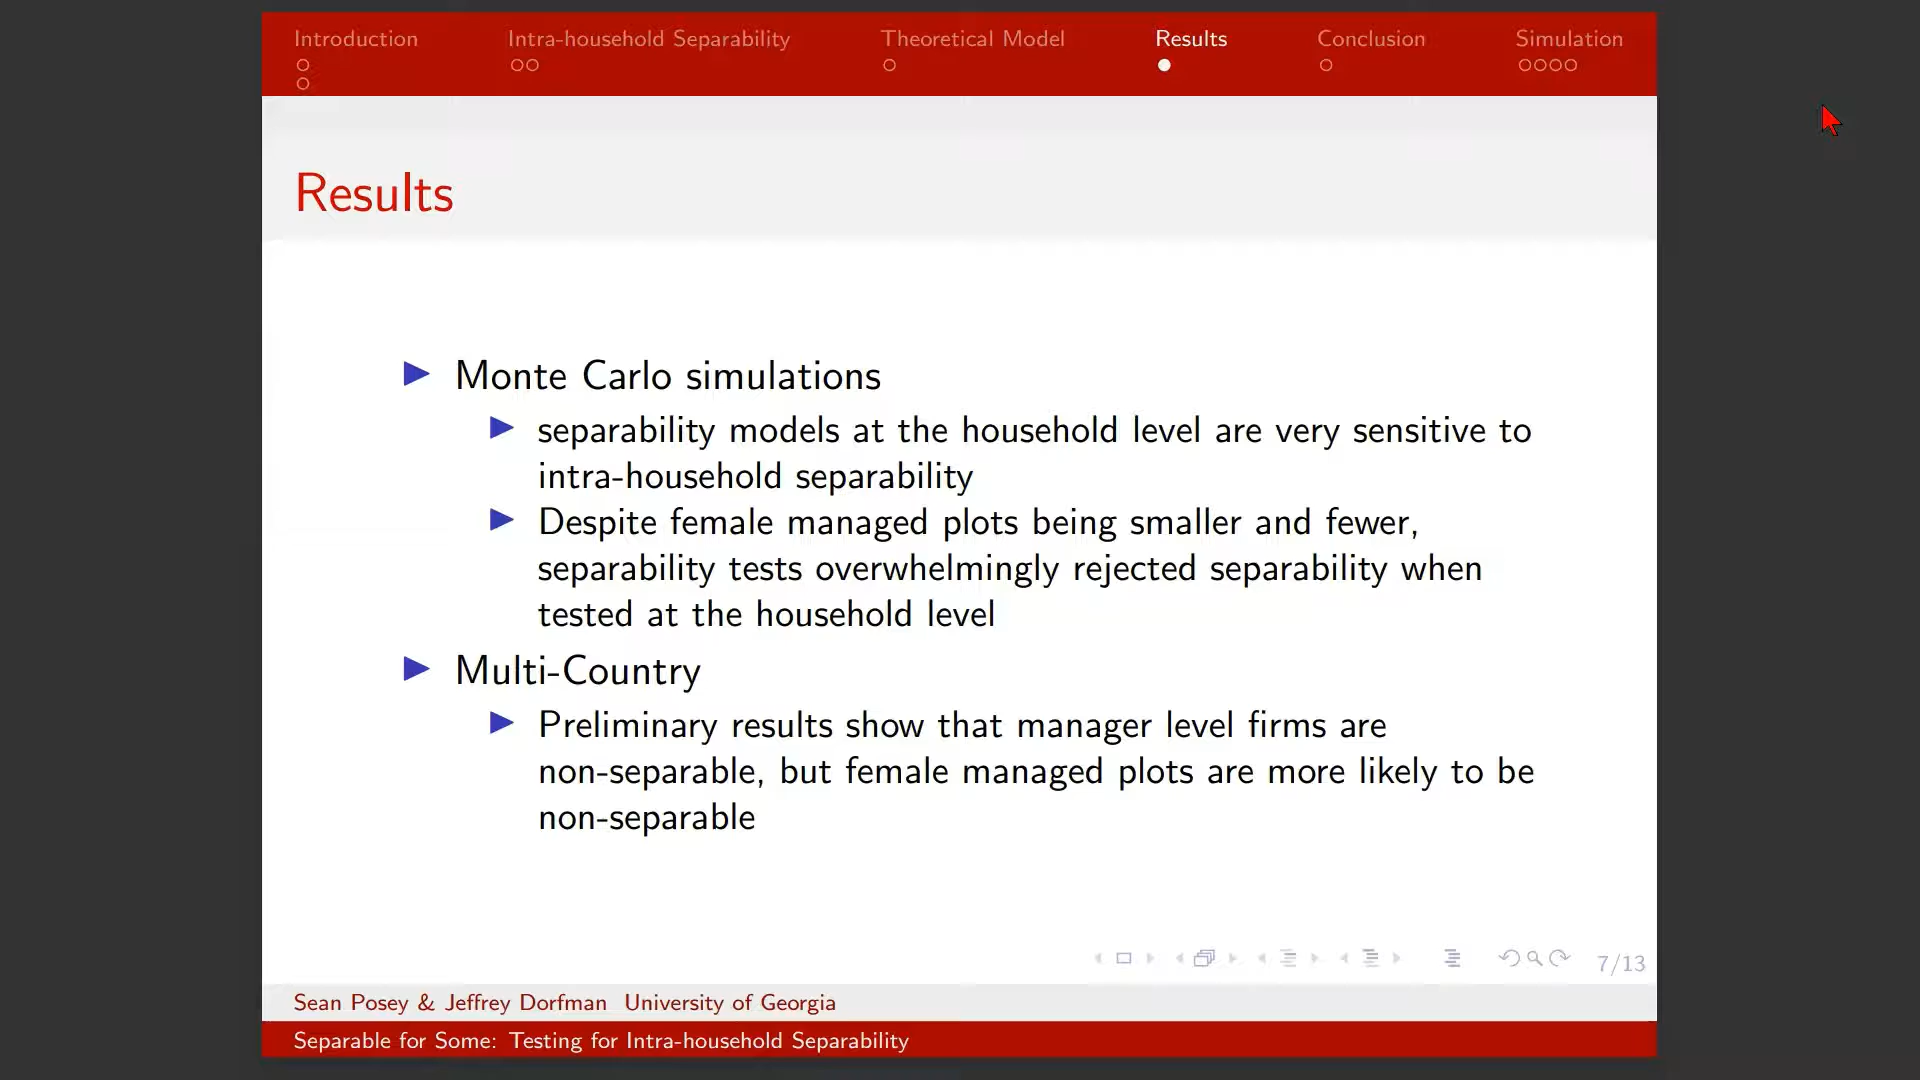 Introduction Intra-household Separability Theoretical Model Results Conclusion Simulation
Results
Monte Carlo simulations
separability models at the household level are very sensitive to
intra-household separability
Despite female managed plots being smaller and fewer,
separability tests overwhelmingly rejected separability when
tested at the household level
Multi-Country
Preliminary results show that manager level firms are
non-separable, but female managed plots are more likely to be
non-separable
7/13
Sean Posey & Jeffrey Dorfman University of Georgia
Separable for Some: Testing for Intra-household Separability